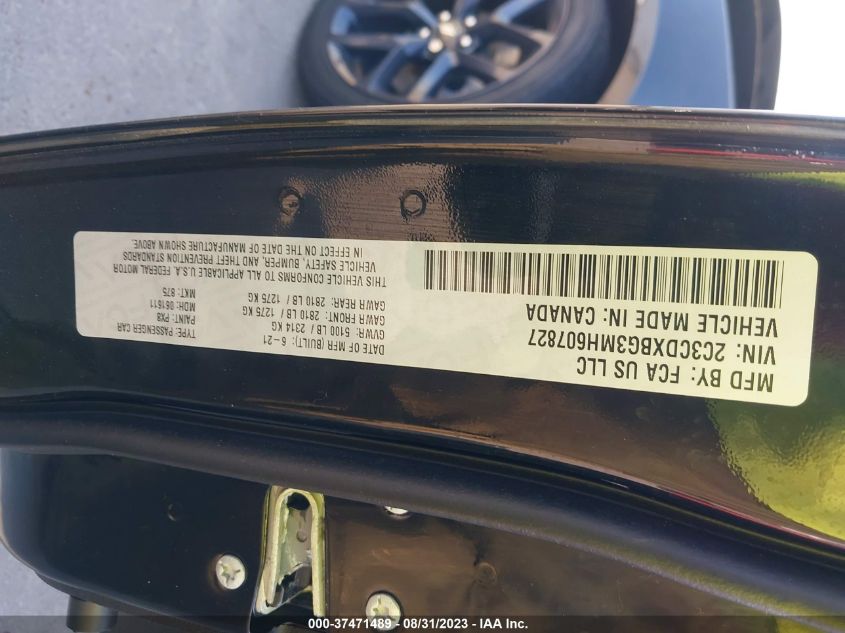 MFD BY: FCA US LLC
VIN: 2C3CDXBG3MH607827
VEHICLE MADE IN: CANADA
DATE OF MFR (BUILT): 6-21
GVWR: 5100 LB / 2314 KG
GAWR FRONT: 2810 LB / 1275 KG
GAWR REAR: 2810 LB / 1275 KG
THIS VEHICLE CONFORMS TO ALL APPLICABLE U.S.A. FEDERAL MOTOR
VEHICLE SAFETY, BUMPER, AND THEFT PREVENTION STANDARDS
IN EFFECT ON THE DATE OF MANUFACTURE SHOWN ABOVE.
TYPE: PASSENGER CAR
PAINT: PX8
MDH: 061611
MKT: 875
000-37471489 - 08/31/2023 - IAA Inc.